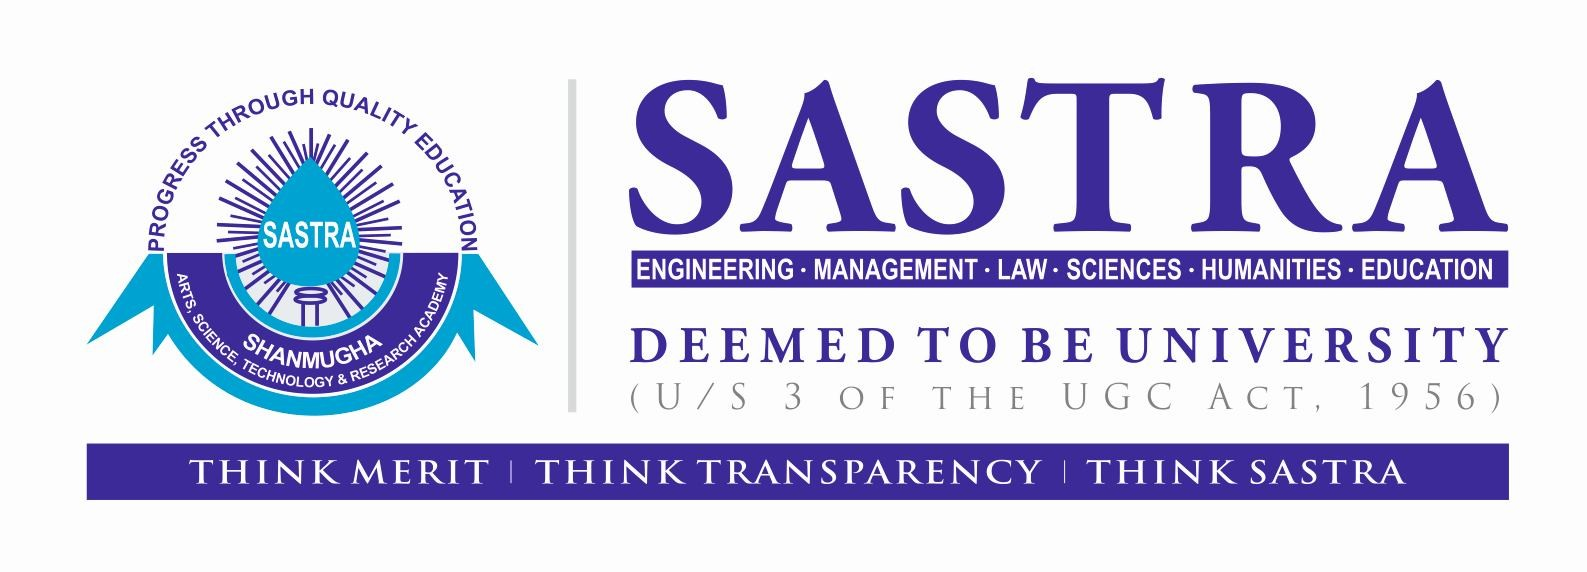 PROGRESS THROUGH QUALITY EDUCATION
SASTRA
SHANMUGHA
ARTS, SCIENCE, TECHNOLOGY & RESEARCH ACADEMY
SASTRA
ENGINEERING · MANAGEMENT · LAW · SCIENCES · HUMANITIES · EDUCATION
DEEMED TO BE UNIVERSITY
(U/S 3 OF THE UGC ACT, 1956)
THINK MERIT | THINK TRANSPARENCY | THINK SASTRA